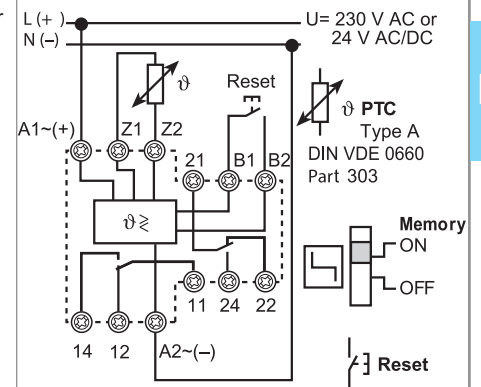 r
L (+)
U= 230 V AC or
N (–)
24 V AC/DC
ϑ
Reset
ϑ PTC
A1~(+) Z1 Z2
Type A
21 B1 B2
DIN VDE 0660
Part 303
ϑ ≷
Memory
ON
OFF
11 24 22
14 12 A2~(–)
Reset